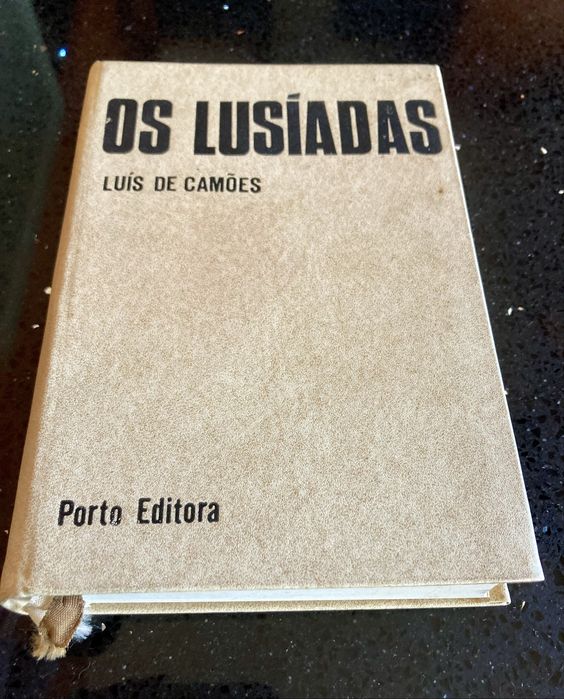 OS LUSÍADAS
LUÍS DE CAMÕES
Porto Editora